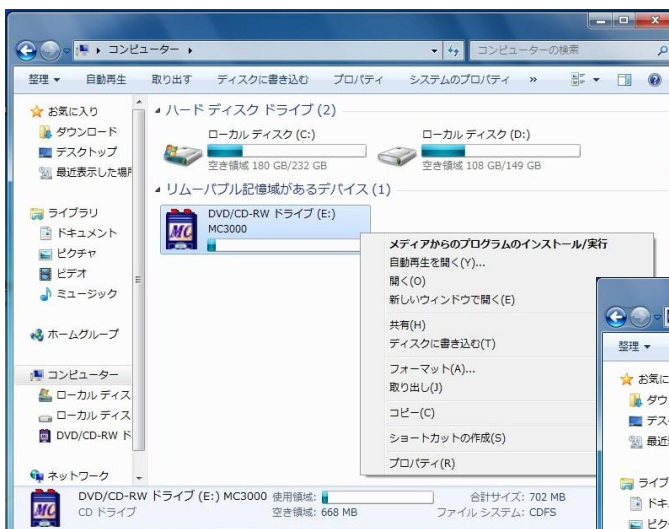 コンピューター
コンピューターの検索
整理
自動再生
取り出す
ディスクに書き込む
プロパティ
システムのプロパティ
»
お気に入り
ダウンロード
デスクトップ
最近表示した場所
ライブラリ
ドキュメント
ピクチャ
ビデオ
ミュージック
ホームグループ
コンピューター
ローカル ディス
ローカル ディス
DVD/CD-RW ド
ネットワーク
ハード ディスク ドライブ (2)
ローカル ディスク (C:)
空き領域 180 GB/232 GB
ローカル ディスク (D:)
空き領域 108 GB/149 GB
リムーバブル記憶域があるデバイス (1)
DVD/CD-RW ドライブ (E:)
MC3000
MC
メディアからのプログラムのインストール/実行
自動再生を開く(Y)...
開く(O)
新しいウィンドウで開く(E)
共有(H)
ディスクに書き込む(T)
フォーマット(A)...
取り出し(J)
コピー(C)
ショートカットの作成(S)
プロパティ(R)
整理
お気に
ダウ
デス
最近
ライブ
ドキ
ピク
MC
DVD/CD-RW ドライブ (E:) MC3000 使用領域: 合計サイズ: 702 MB
CD ドライブ 空き領域: 668 MB ファイル システム: CDFS